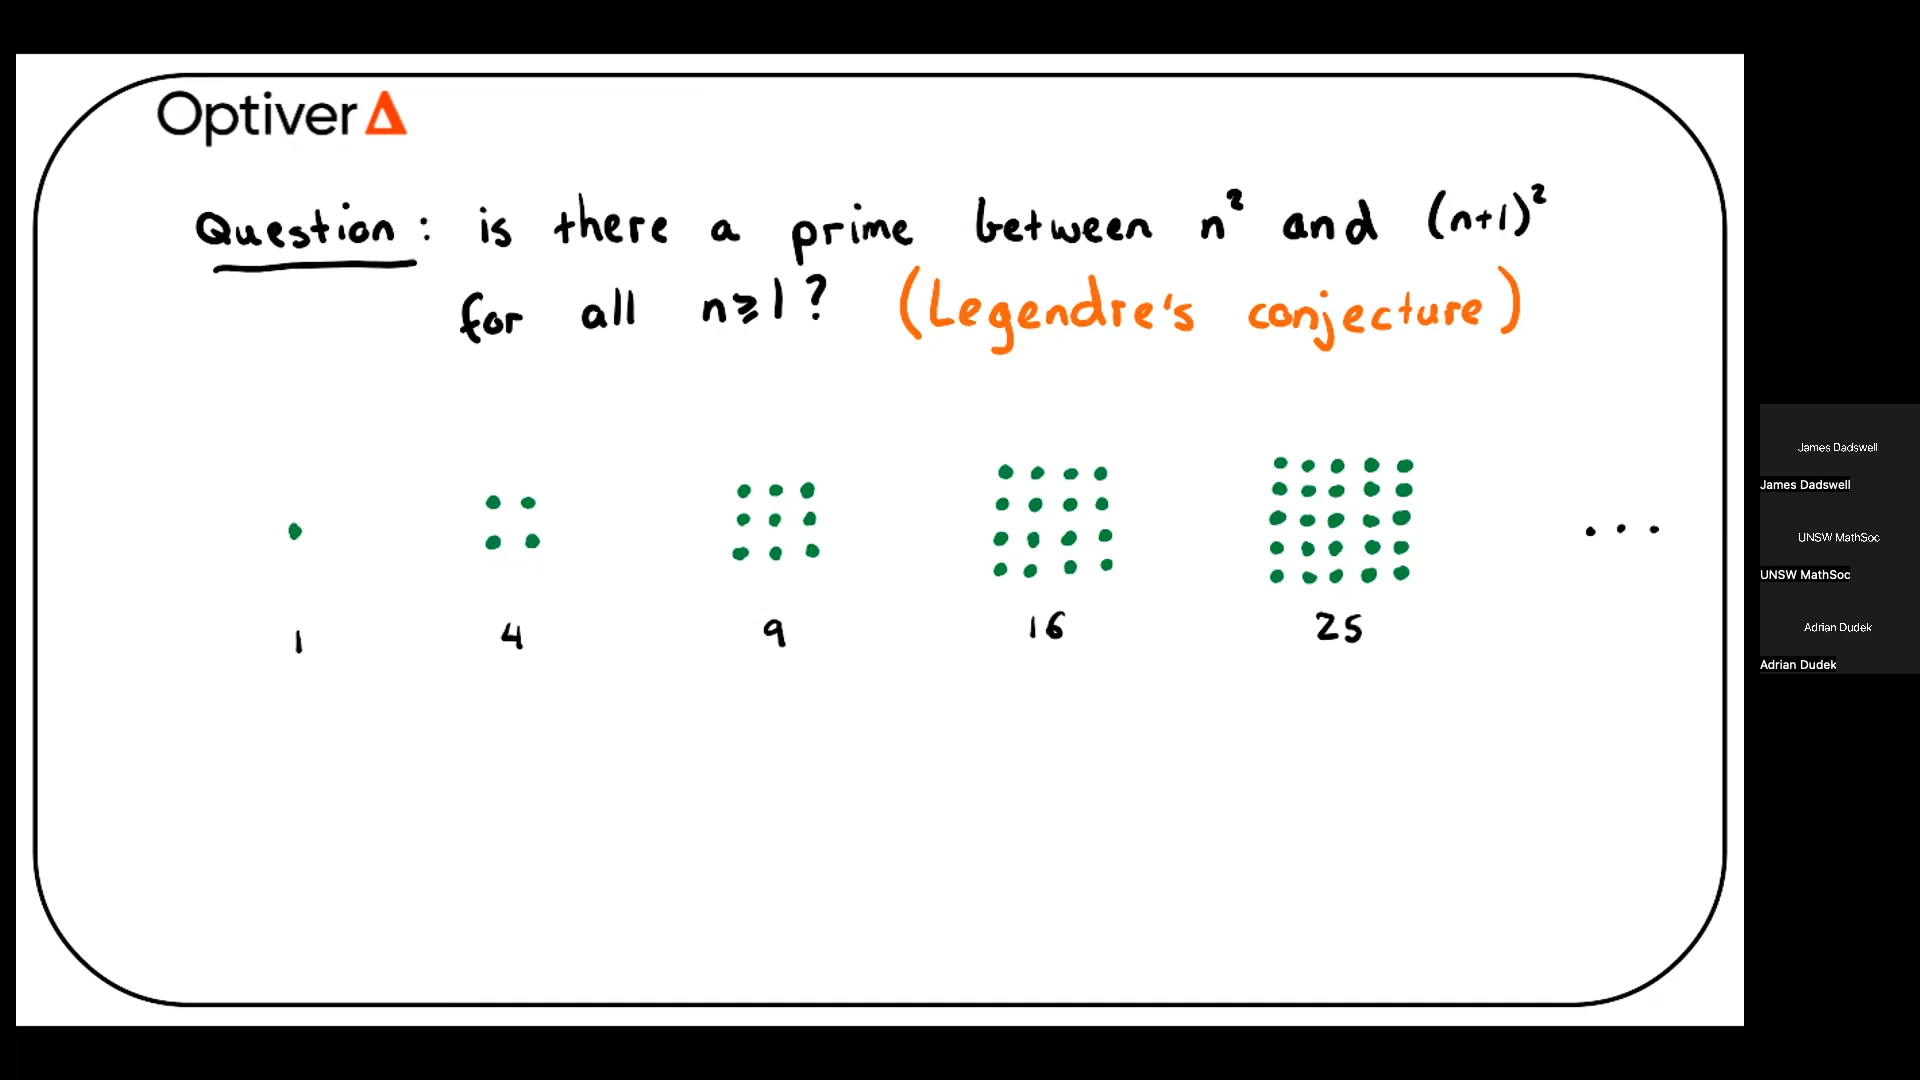 Optiver
Question: is there a prime between n² and (n+1)²
for all n≥1? (Legendre's conjecture)
1 4 9 16 25 ...
James Dadswell
James Dadswell
UNSW MathSoc
UNSW MathSoc
Adrian Dudek
Adrian Dudek